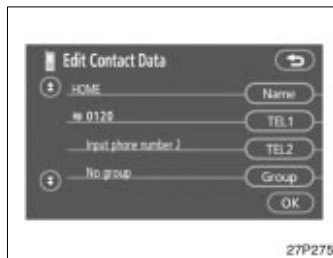 Edit Contact Data
HOME
Name
0120
TEL1
Input phone number 2
TEL2
No group
Group
OK
27P275